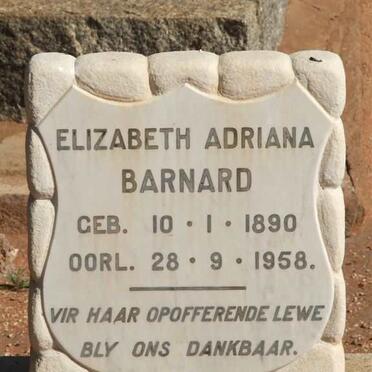 ELIZABETH ADRIANA
BARNARD
GEB. 10 · 1 · 1890
OORL. 28 · 9 · 1958.
VIR HAAR OPOFFERENDE LEWE
BLY ONS DANKBAAR.